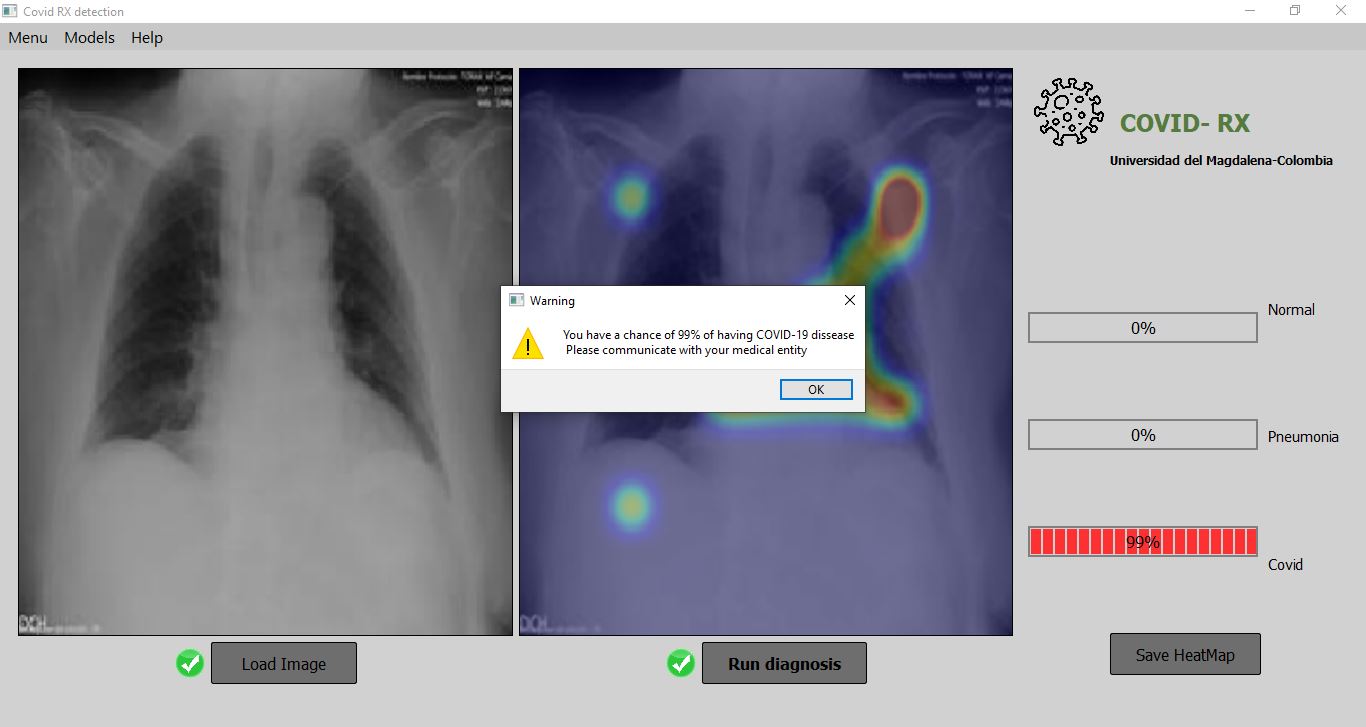 Covid RX detection
Menu Models Help
COVID- RX
Universidad del Magdalena-Colombia
Warning
You have a chance of 99% of having COVID-19 dissease
Please communicate with your medical entity
OK
Normal
0%
0%
Pneumonia
99%
Covid
Load Image
Run diagnosis
Save HeatMap